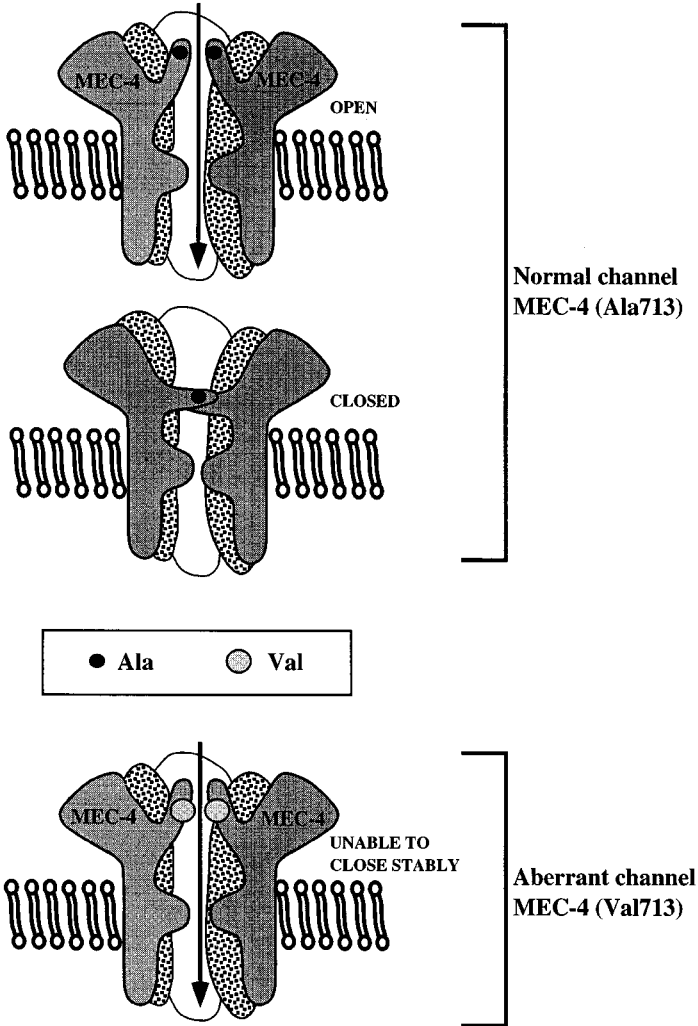 MEC-4 MEC-4
OPEN
Normal channel
MEC-4 (Ala713)
CLOSED
Ala Val
MEC-4 MEC-4
UNABLE TO
CLOSE STABLY
Aberrant channel
MEC-4 (Val713)